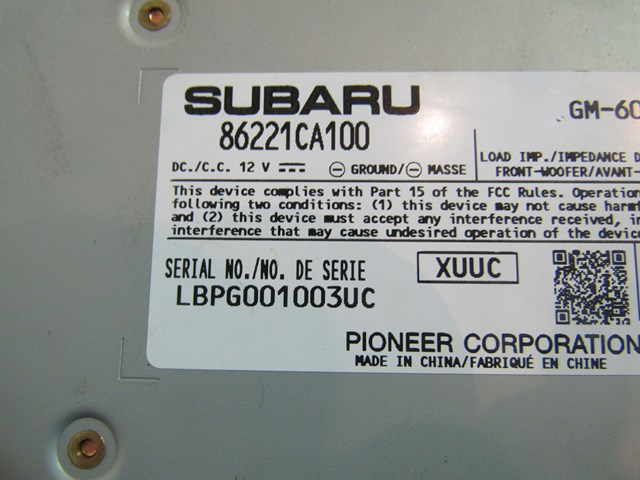 SUBARU
86221CA100
GM-60
DC./C.C. 12 V GROUND/ MASSE
LOAD IMP./IMPEDANCE D
FRONT-WOOFER/AVANT-
This device complies with Part 15 of the FCC Rules. Operation
following two conditions: (1) this device may not cause harm
and (2) this device must accept any interference received, in
interference that may cause undesired operation of the device
SERIAL NO./NO. DE SERIE
XUUC
LBPG001003UC
PIONEER CORPORATION
MADE IN CHINA/FABRIQUÉ EN CHINE